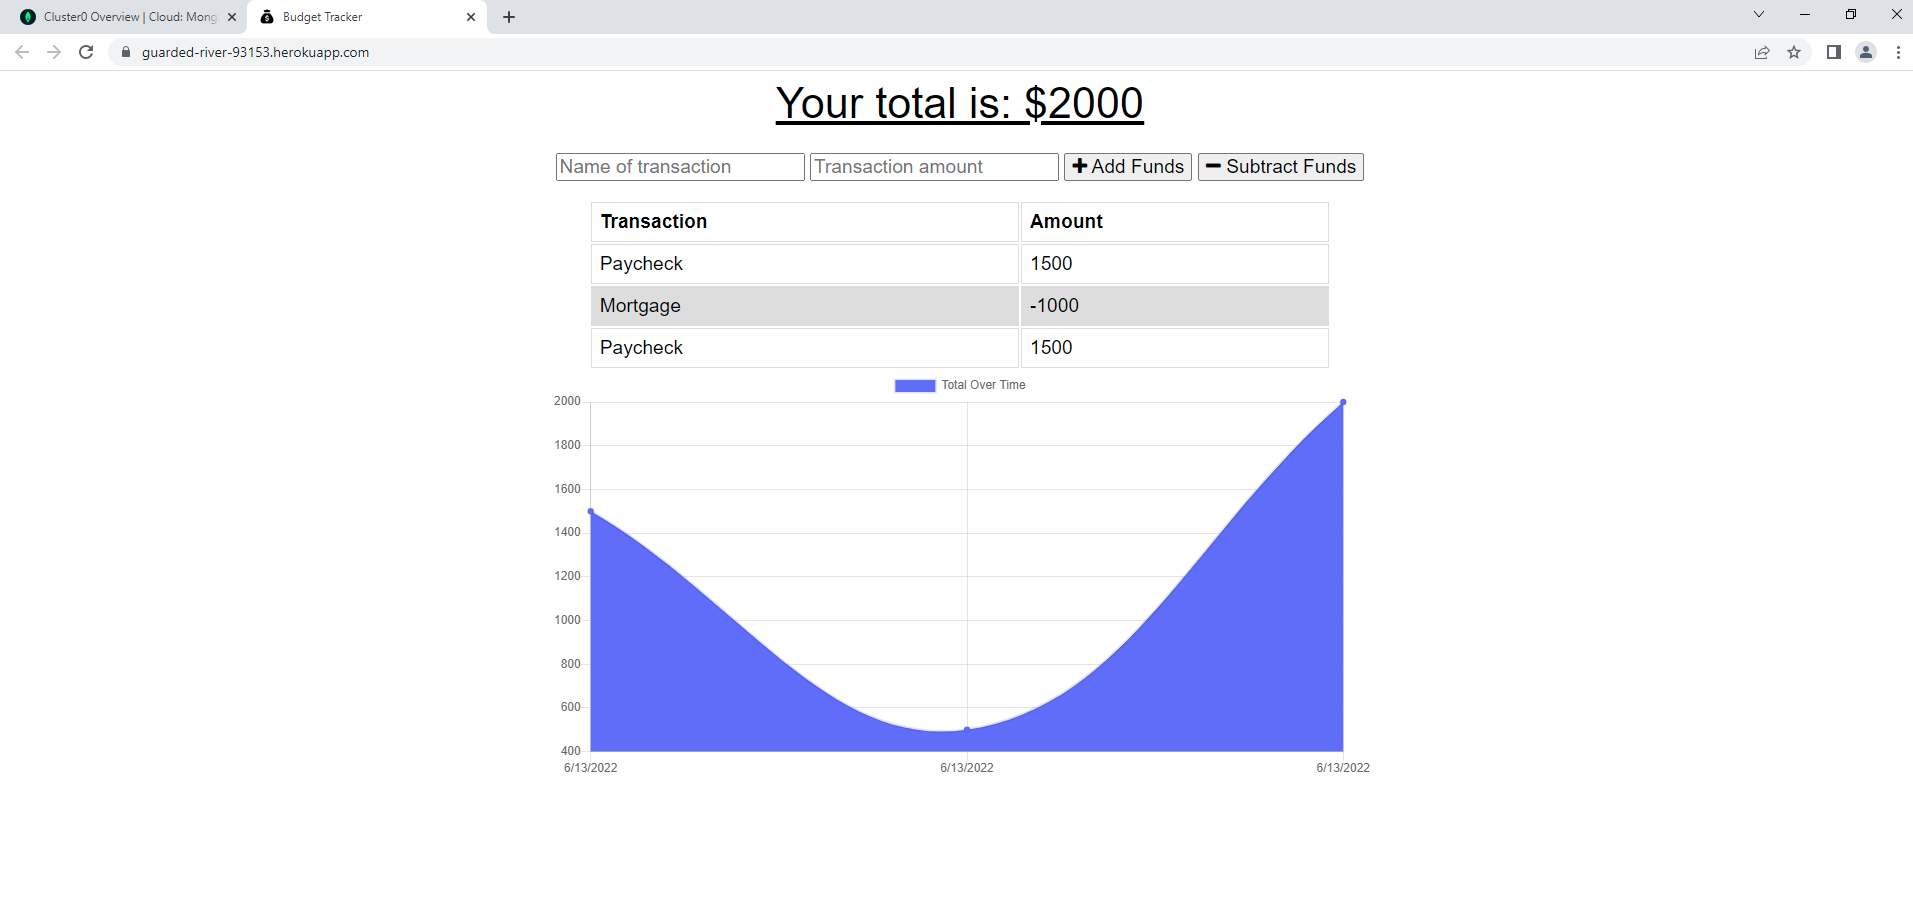 Cluster0 Overview | Cloud: Mong
Budget Tracker
guarded-river-93153.herokuapp.com
Your total is: $2000
Name of transaction Transaction amount Add Funds Subtract Funds
Transaction Amount
Paycheck 1500
Mortgage -1000
Paycheck 1500
Total Over Time
2000
1800
1600
1400
1200
1000
800
600
400
6/13/2022 6/13/2022 6/13/2022